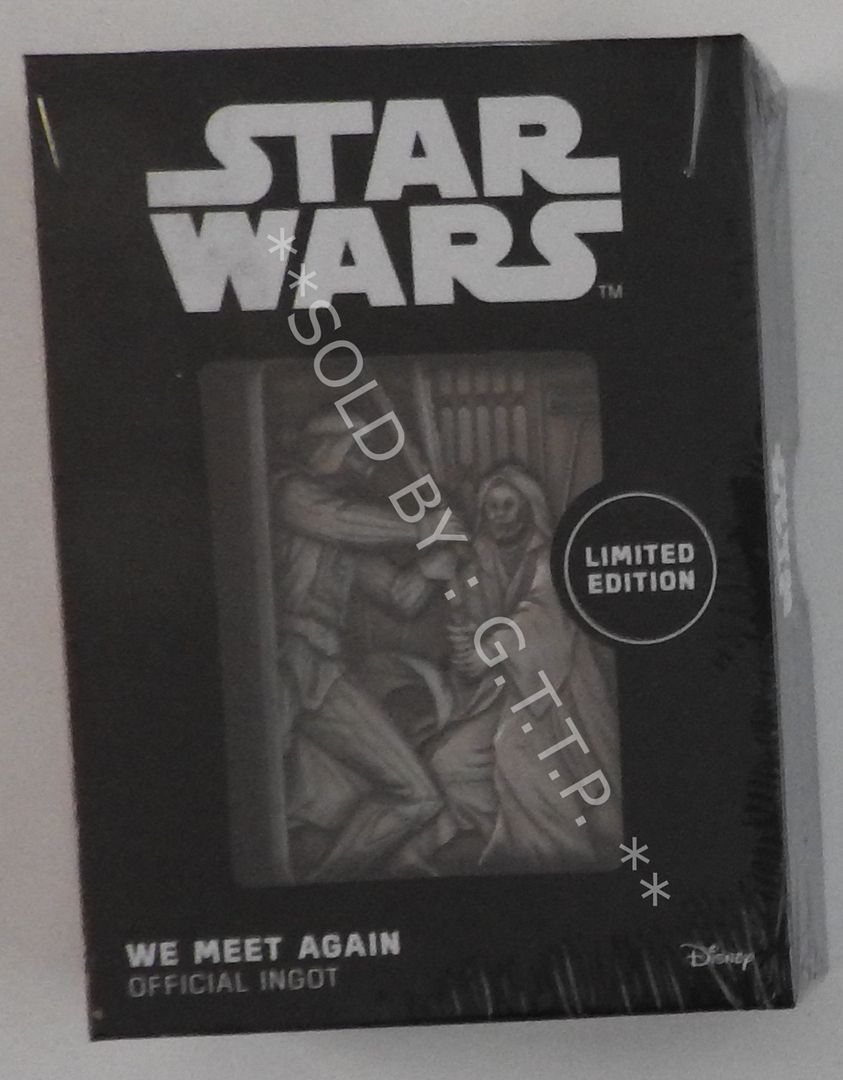 STAR
WARS
TM
**SOLD BY: G.T.T.P. **
LIMITED
EDITION
WE MEET AGAIN
OFFICIAL INGOT
Disney